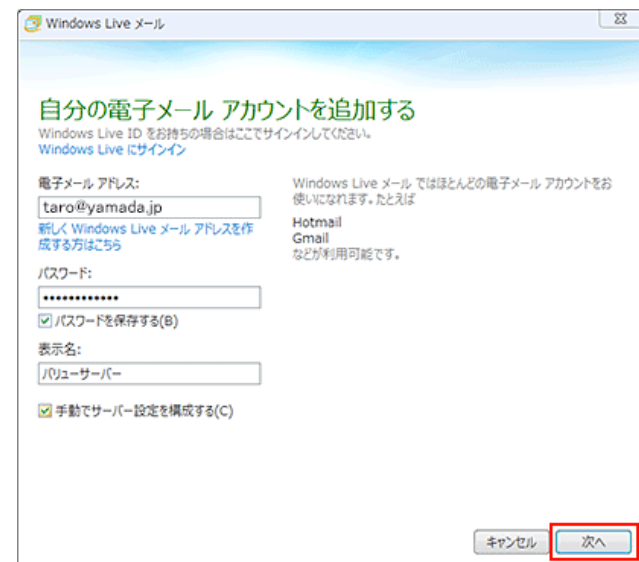 Windows Live メール
自分の電子メール アカウントを追加する
Windows Live ID をお持ちの場合はここでサインインしてください。
Windows Live にサインイン
電子メール アドレス:
taro@yamada.jp
新しく Windows Live メール アドレスを作
成する方はこちら
パスワード:
••••••••••••
パスワードを保存する(B)
表示名:
バリューサーバー
手動でサーバー設定を構成する(C)
Windows Live メール ではほとんどの電子メール アカウントをお
使いになれます。たとえば
Hotmail
Gmail
などが利用可能です。
キャンセル
次へ